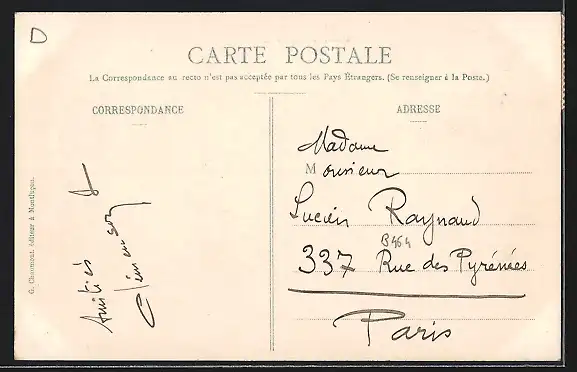 D
CARTE POSTALE
La Correspondance au recto n'est pas acceptée par tous les Pays Étrangers. (Se renseigner à la Poste.)
CORRESPONDANCE
ADRESSE
G. Chaumont, éditeur à Montluçon.
Amitiés
Madame
Monsieur
Lucien Raynaud
B464
337 Rue des Pyrénées
Paris